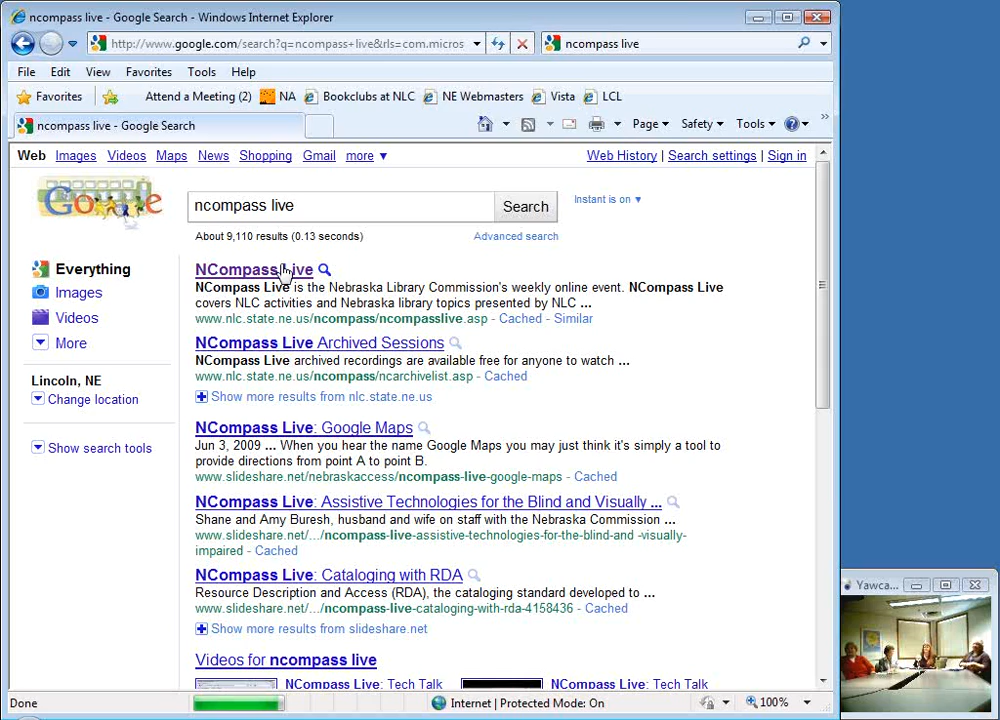 ncompass live - Google Search - Windows Internet Explorer
http://www.google.com/search?q=ncompass+live&rls=com.micros
ncompass live
File Edit View Favorites Tools Help
Favorites Attend a Meeting (2) NA Bookclubs at NLC NE Webmasters Vista LCL
ncompass live - Google Search
Page Safety Tools
Web Images Videos Maps News Shopping Gmail more ▼
Web History | Search settings | Sign in
Google
ncompass live
Search
Instant is on ▼
About 9,110 results (0.13 seconds)
Advanced search
Everything
Images
Videos
More
Lincoln, NE
Change location
Show search tools
NCompass Live
NCompass Live is the Nebraska Library Commission's weekly online event. NCompass Live
covers NLC activities and Nebraska library topics presented by NLC ...
www.nlc.state.ne.us/ncompass/ncompasslive.asp - Cached - Similar
NCompass Live Archived Sessions
NCompass Live archived recordings are available free for anyone to watch ...
www.nlc.state.ne.us/ncompass/ncarchivelist.asp - Cached
Show more results from nlc.state.ne.us
NCompass Live: Google Maps
Jun 3, 2009 ... When you hear the name Google Maps you may just think it's simply a tool to
provide directions from point A to point B.
www.slideshare.net/nebraskaccess/ncompass-live-google-maps - Cached
NCompass Live: Assistive Technologies for the Blind and Visually ...
Shane and Amy Buresh, husband and wife on staff with the Nebraska Commission ...
www.slideshare.net/.../ncompass-live-assistive-technologies-for-the-blind-and -visually-
impaired - Cached
NCompass Live: Cataloging with RDA
Resource Description and Access (RDA), the cataloging standard developed to ...
www.slideshare.net/.../ncompass-live-cataloging-with-rda-4158436 - Cached
Show more results from slideshare.net
Videos for ncompass live
NCompass Live: Tech Talk
NCompass Live: Tech Talk
Yawca...
Done
Internet | Protected Mode: On
100%